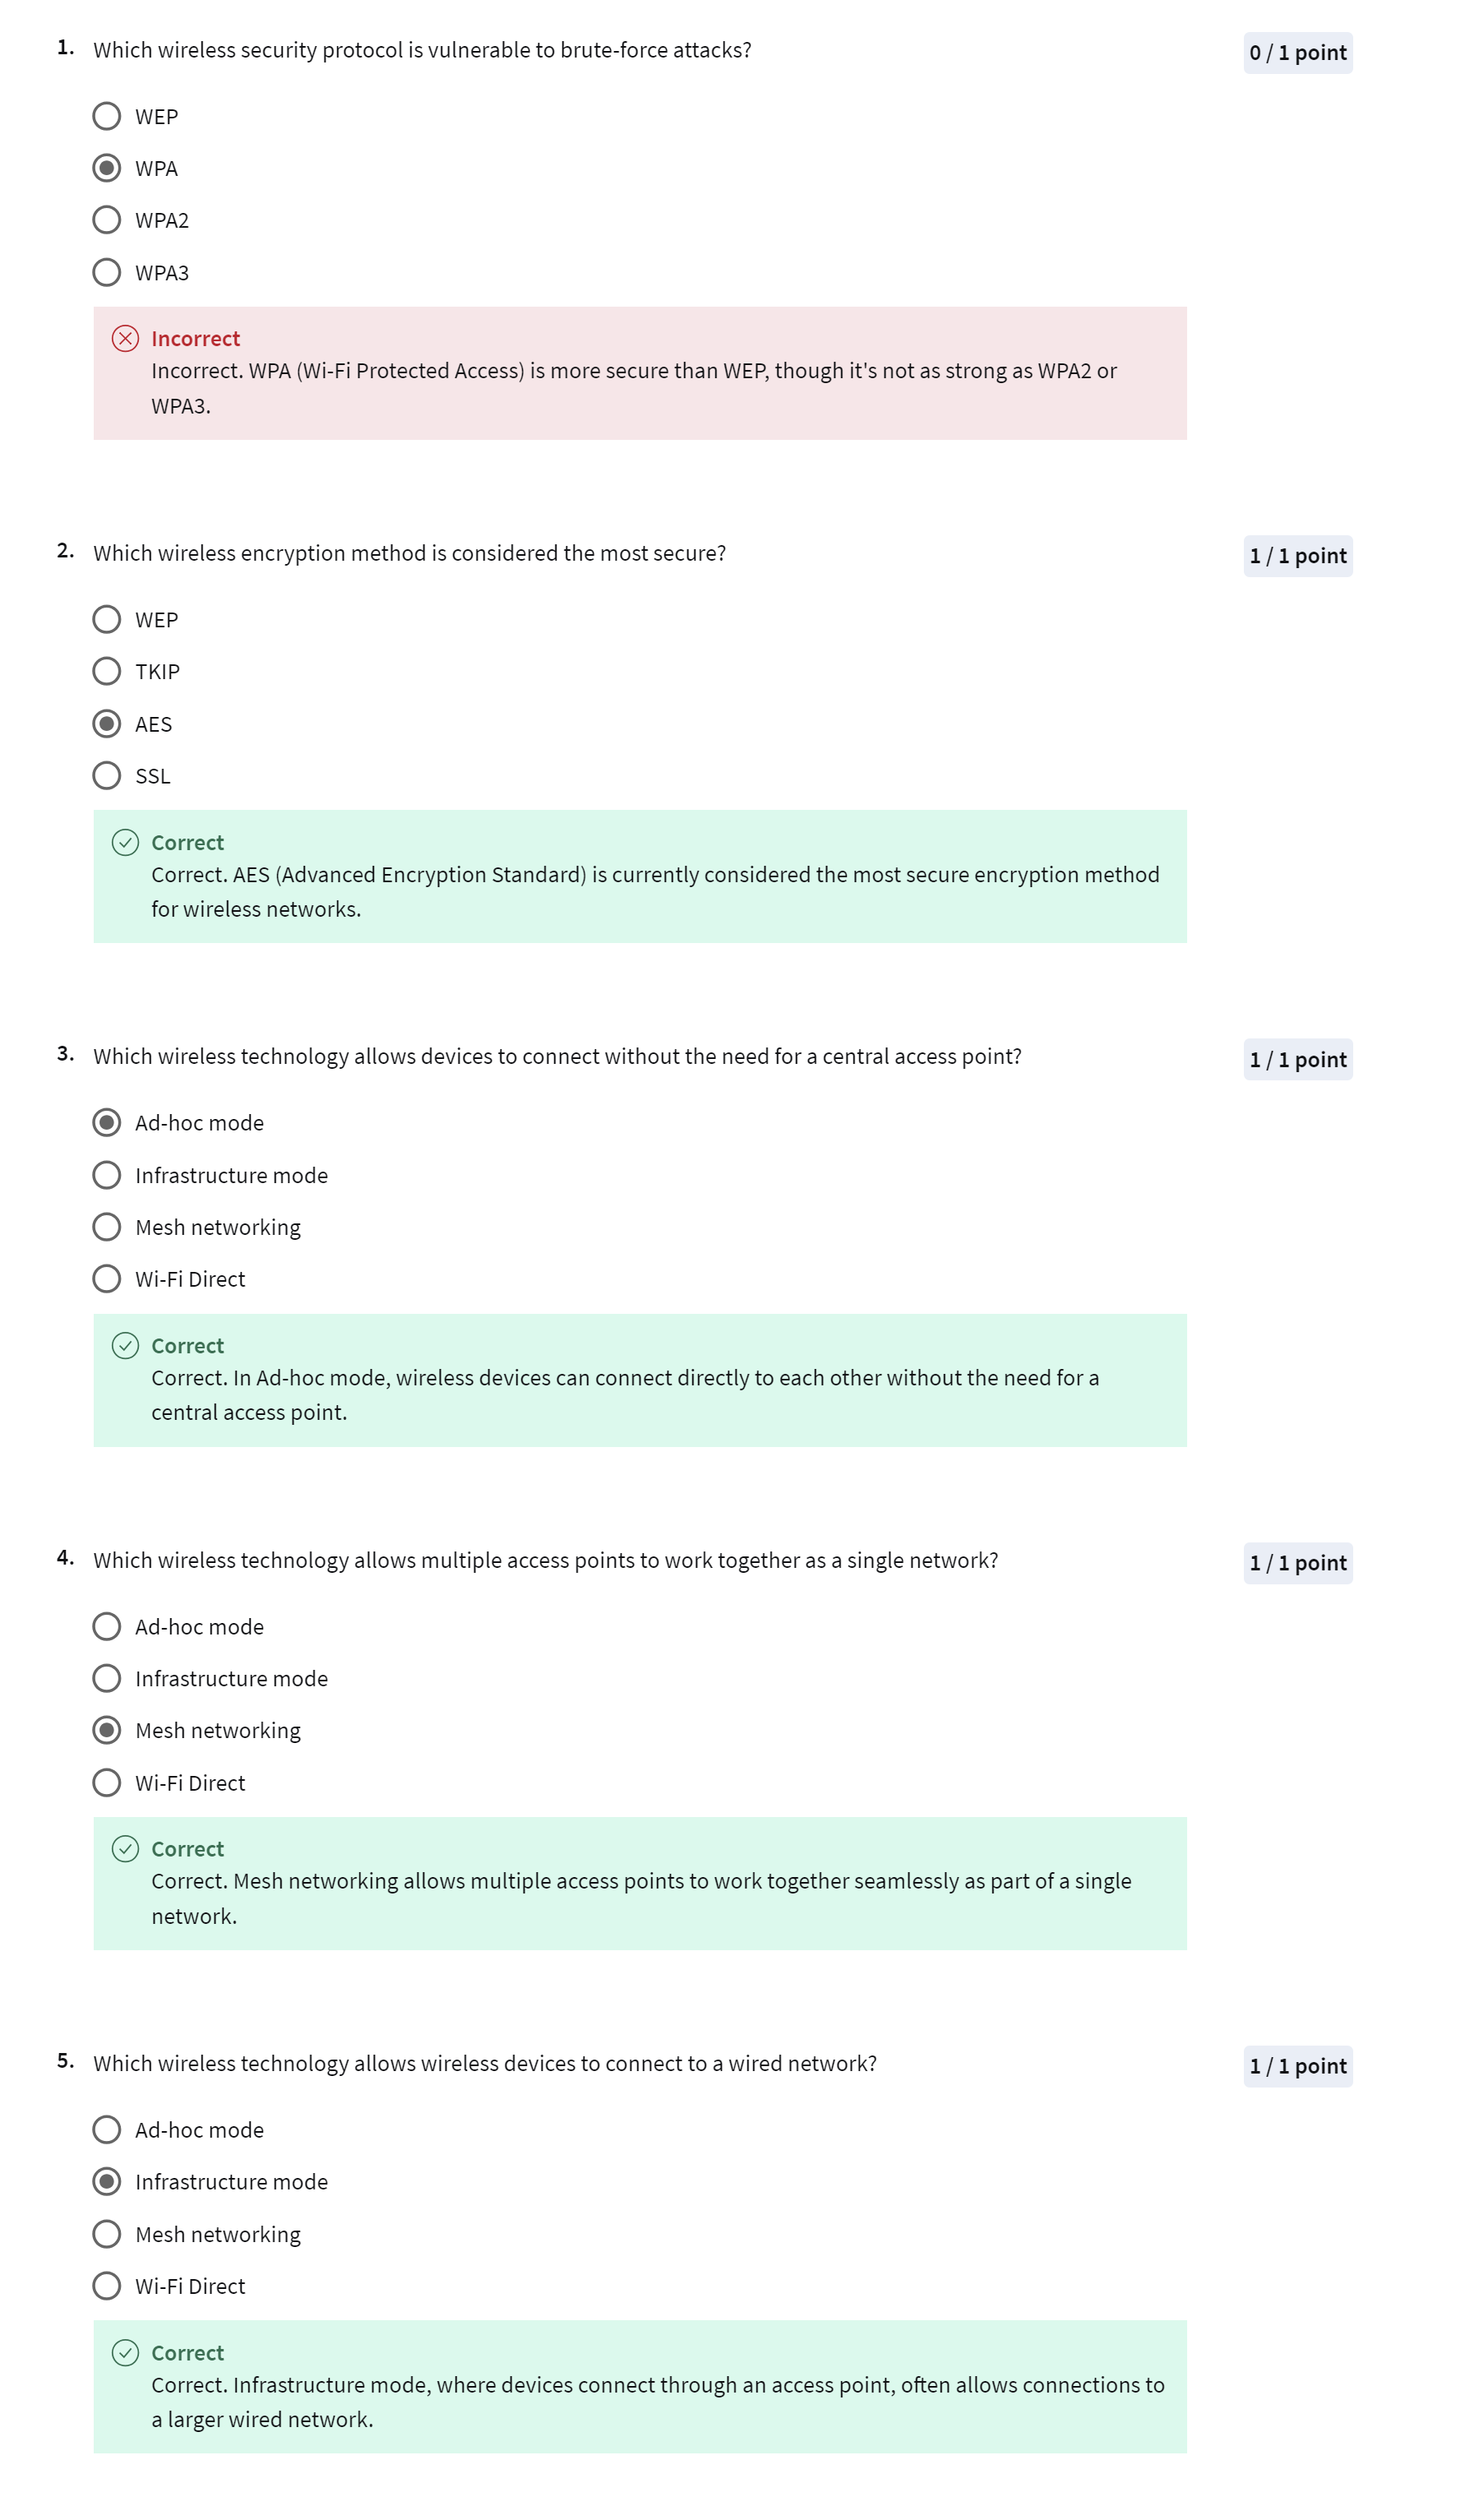 1. Which wireless security protocol is vulnerable to brute-force attacks? 0 / 1 point
WEP
WPA
WPA2
WPA3
Incorrect
Incorrect. WPA (Wi-Fi Protected Access) is more secure than WEP, though it's not as strong as WPA2 or
WPA3.
2. Which wireless encryption method is considered the most secure? 1 / 1 point
WEP
TKIP
AES
SSL
Correct
Correct. AES (Advanced Encryption Standard) is currently considered the most secure encryption method
for wireless networks.
3. Which wireless technology allows devices to connect without the need for a central access point? 1 / 1 point
Ad-hoc mode
Infrastructure mode
Mesh networking
Wi-Fi Direct
Correct
Correct. In Ad-hoc mode, wireless devices can connect directly to each other without the need for a
central access point.
4. Which wireless technology allows multiple access points to work together as a single network? 1 / 1 point
Ad-hoc mode
Infrastructure mode
Mesh networking
Wi-Fi Direct
Correct
Correct. Mesh networking allows multiple access points to work together seamlessly as part of a single
network.
5. Which wireless technology allows wireless devices to connect to a wired network? 1 / 1 point
Ad-hoc mode
Infrastructure mode
Mesh networking
Wi-Fi Direct
Correct
Correct. Infrastructure mode, where devices connect through an access point, often allows connections to
a larger wired network.